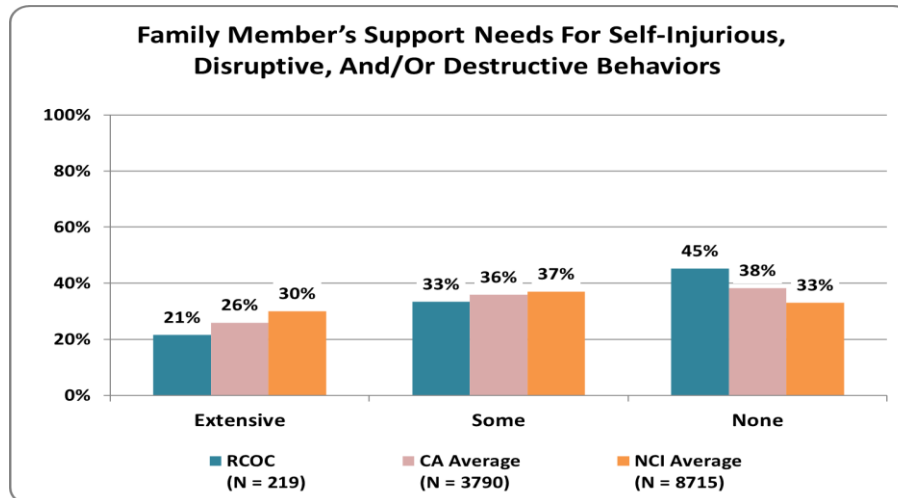 Family Member’s Support Needs For Self-Injurious,
Disruptive, And/Or Destructive Behaviors
100%
80%
60%
40%
20%
0%
21%
26%
30%
33%
36%
37%
45%
38%
33%
Extensive
Some
None
RCOC
(N = 219)
CA Average
(N = 3790)
NCI Average
(N = 8715)